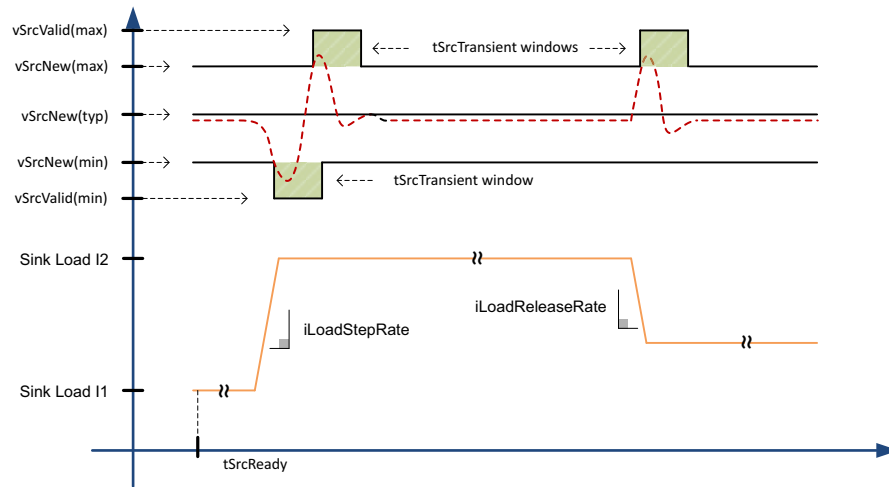 vSrcValid(max)
tSrcTransient windows
vSrcNew(max)
vSrcNew(typ)
vSrcNew(min)
tSrcTransient window
vSrcValid(min)
Sink Load I2
iLoadStepRate
iLoadReleaseRate
Sink Load I1
tSrcReady